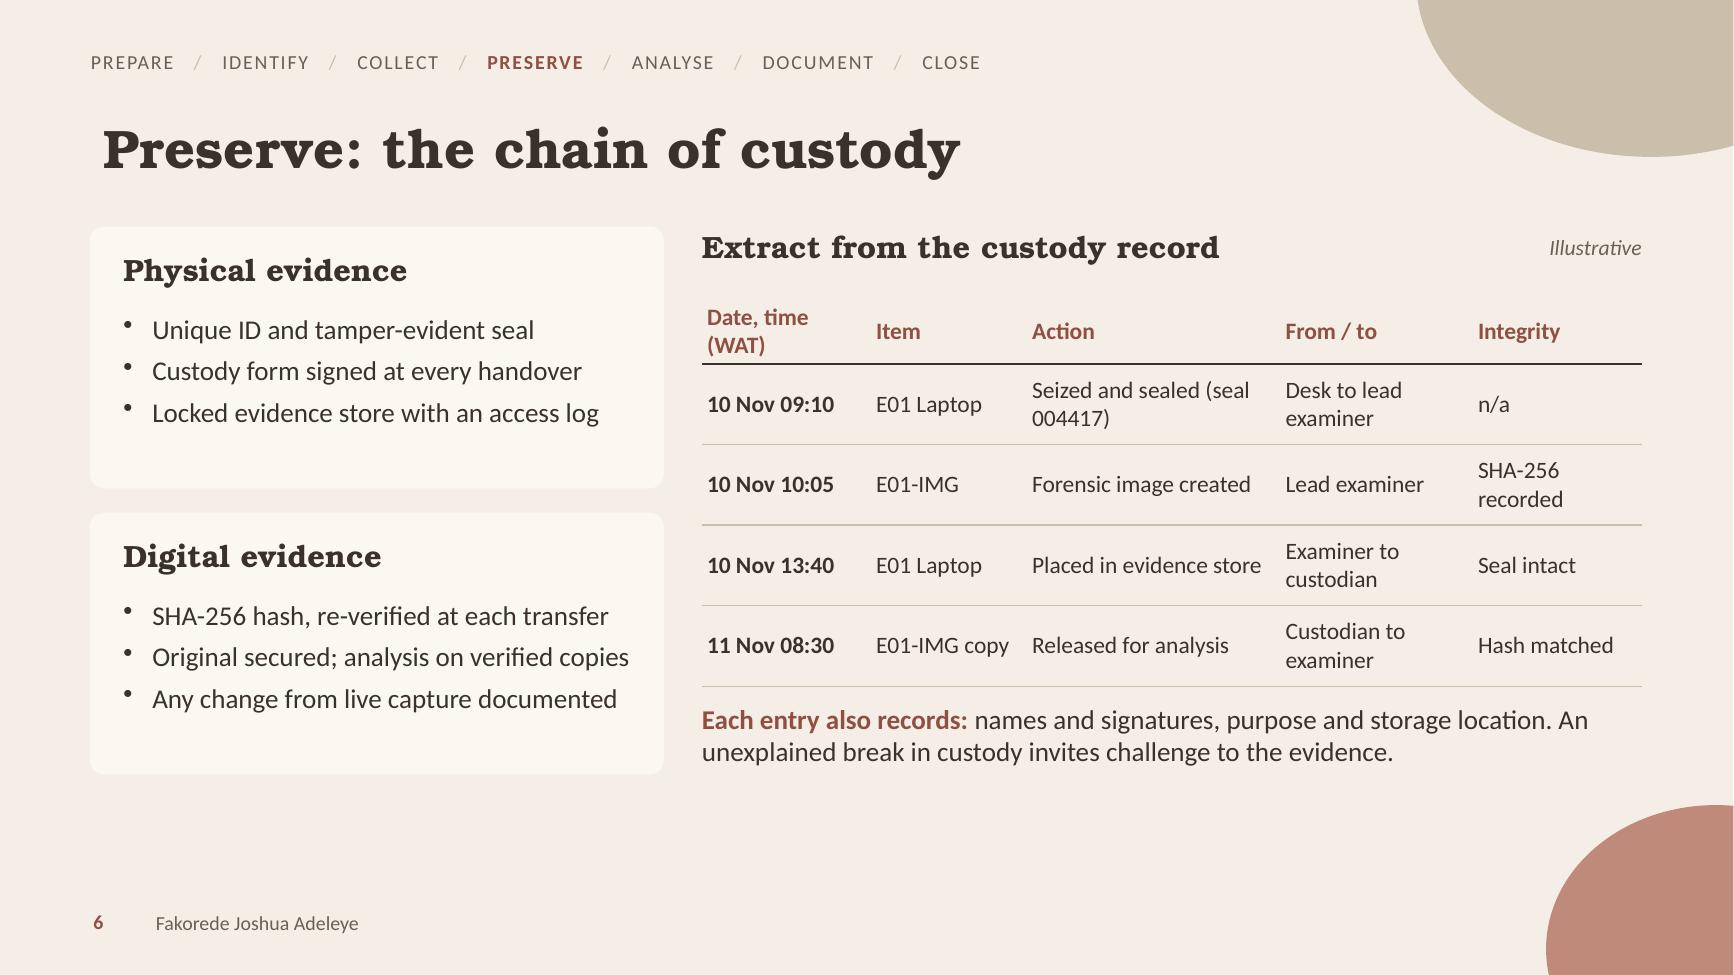 PREPARE / IDENTIFY / COLLECT / PRESERVE / ANALYSE / DOCUMENT / CLOSE
Preserve: the chain of custody
Physical evidence
• Unique ID and tamper-evident seal
• Custody form signed at every handover
• Locked evidence store with an access log
Digital evidence
• SHA-256 hash, re-verified at each transfer
• Original secured; analysis on verified copies
• Any change from live capture documented
Extract from the custody record
Illustrative
Date, time
(WAT)
Item
Action
From / to
Integrity
10 Nov 09:10
E01 Laptop
Seized and sealed (seal
004417)
Desk to lead
examiner
n/a
10 Nov 10:05
E01-IMG
Forensic image created
Lead examiner
SHA-256
recorded
10 Nov 13:40
E01 Laptop
Placed in evidence store
Examiner to
custodian
Seal intact
11 Nov 08:30
E01-IMG copy
Released for analysis
Custodian to
examiner
Hash matched
Each entry also records: names and signatures, purpose and storage location. An
unexplained break in custody invites challenge to the evidence.
6
Fakorede Joshua Adeleye